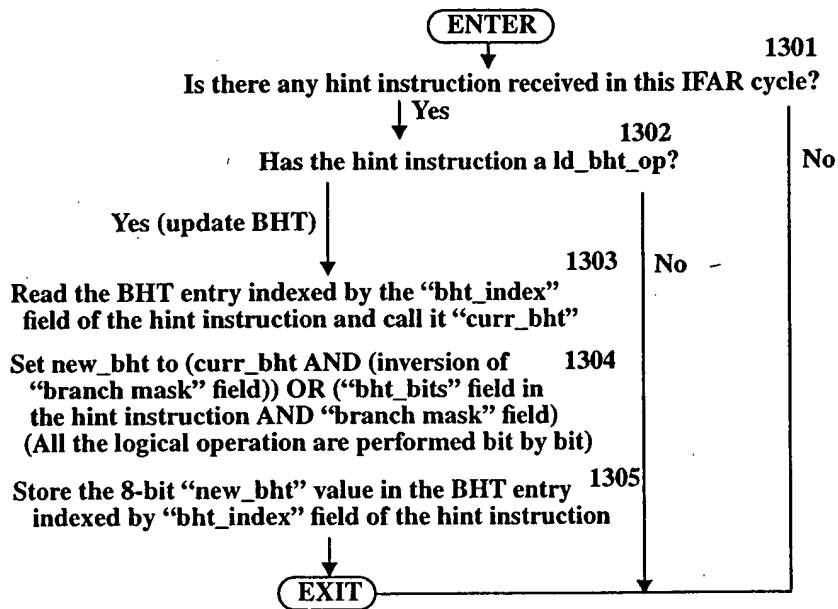 ENTER
1301
Is there any hint instruction received in this IFAR cycle?
Yes
1302
Has the hint instruction a ld_bht_op?
No
Yes (update BHT)
1303
No
Read the BHT entry indexed by the “bht_index”
field of the hint instruction and call it “curr_bht”
Set new_bht to (curr_bht AND (inversion of 1304
“branch mask” field)) OR (“bht_bits” field in
the hint instruction AND “branch mask” field)
(All the logical operation are performed bit by bit)
Store the 8-bit “new_bht” value in the BHT entry 1305
indexed by “bht_index” field of the hint instruction
EXIT